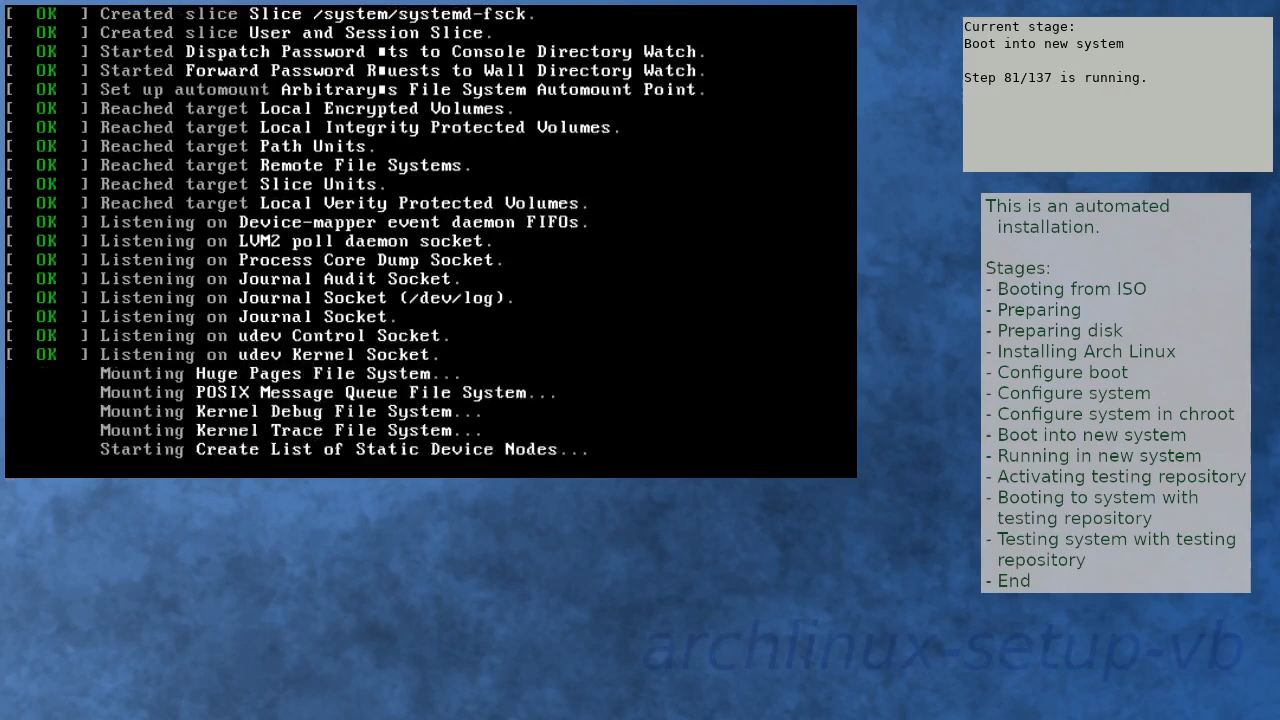 [  OK  ] Created slice Slice /system/systemd-fsck.
[  OK  ] Created slice User and Session Slice.
[  OK  ] Started Dispatch Password ▪ts to Console Directory Watch.
[  OK  ] Started Forward Password R▪uests to Wall Directory Watch.
[  OK  ] Set up automount Arbitrary▪s File System Automount Point.
[  OK  ] Reached target Local Encrypted Volumes.
[  OK  ] Reached target Local Integrity Protected Volumes.
[  OK  ] Reached target Path Units.
[  OK  ] Reached target Remote File Systems.
[  OK  ] Reached target Slice Units.
[  OK  ] Reached target Local Verity Protected Volumes.
[  OK  ] Listening on Device-mapper event daemon FIFOs.
[  OK  ] Listening on LVM2 poll daemon socket.
[  OK  ] Listening on Process Core Dump Socket.
[  OK  ] Listening on Journal Audit Socket.
[  OK  ] Listening on Journal Socket (/dev/log).
[  OK  ] Listening on Journal Socket.
[  OK  ] Listening on udev Control Socket.
[  OK  ] Listening on udev Kernel Socket.
Mounting Huge Pages File System...
Mounting POSIX Message Queue File System...
Mounting Kernel Debug File System...
Mounting Kernel Trace File System...
Starting Create List of Static Device Nodes...
Current stage:
Boot into new system
Step 81/137 is running.
This is an automated
installation.
Stages:
- Booting from ISO
- Preparing
- Preparing disk
- Installing Arch Linux
- Configure boot
- Configure system
- Configure system in chroot
- Boot into new system
- Running in new system
- Activating testing repository
- Booting to system with
testing repository
- Testing system with testing
repository
- End
archlinux-setup-vb